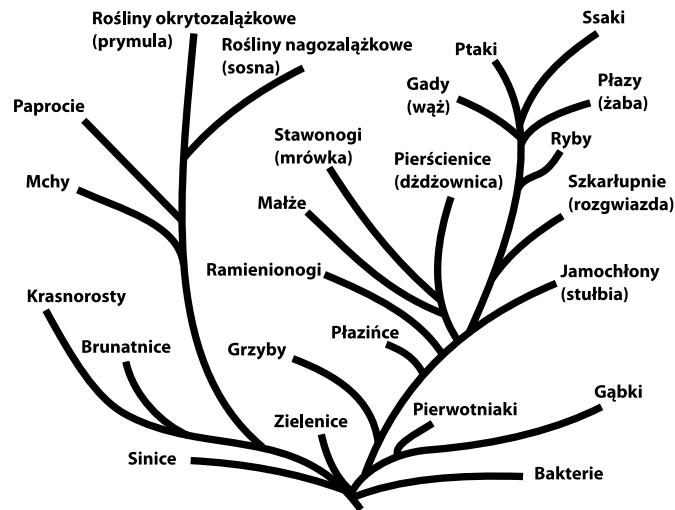 Rośliny okrytozalążkowe
(prymula)
Rośliny nagozalążkowe
(sosna)
Ssaki
Ptaki
Gady
(wąż)
Płazy
(żaba)
Paprocie
Stawonogi
(mrówka)
Pierścienice
(dżdżownica)
Ryby
Mchy
Małże
Szkarłupnie
(rozgwiazda)
Ramienionogi
Jamochłony
(stułbia)
Krasnorosty
Brunatnice
Grzyby
Płazińce
Gąbki
Zielenice
Pierwotniaki
Sinice
Bakterie